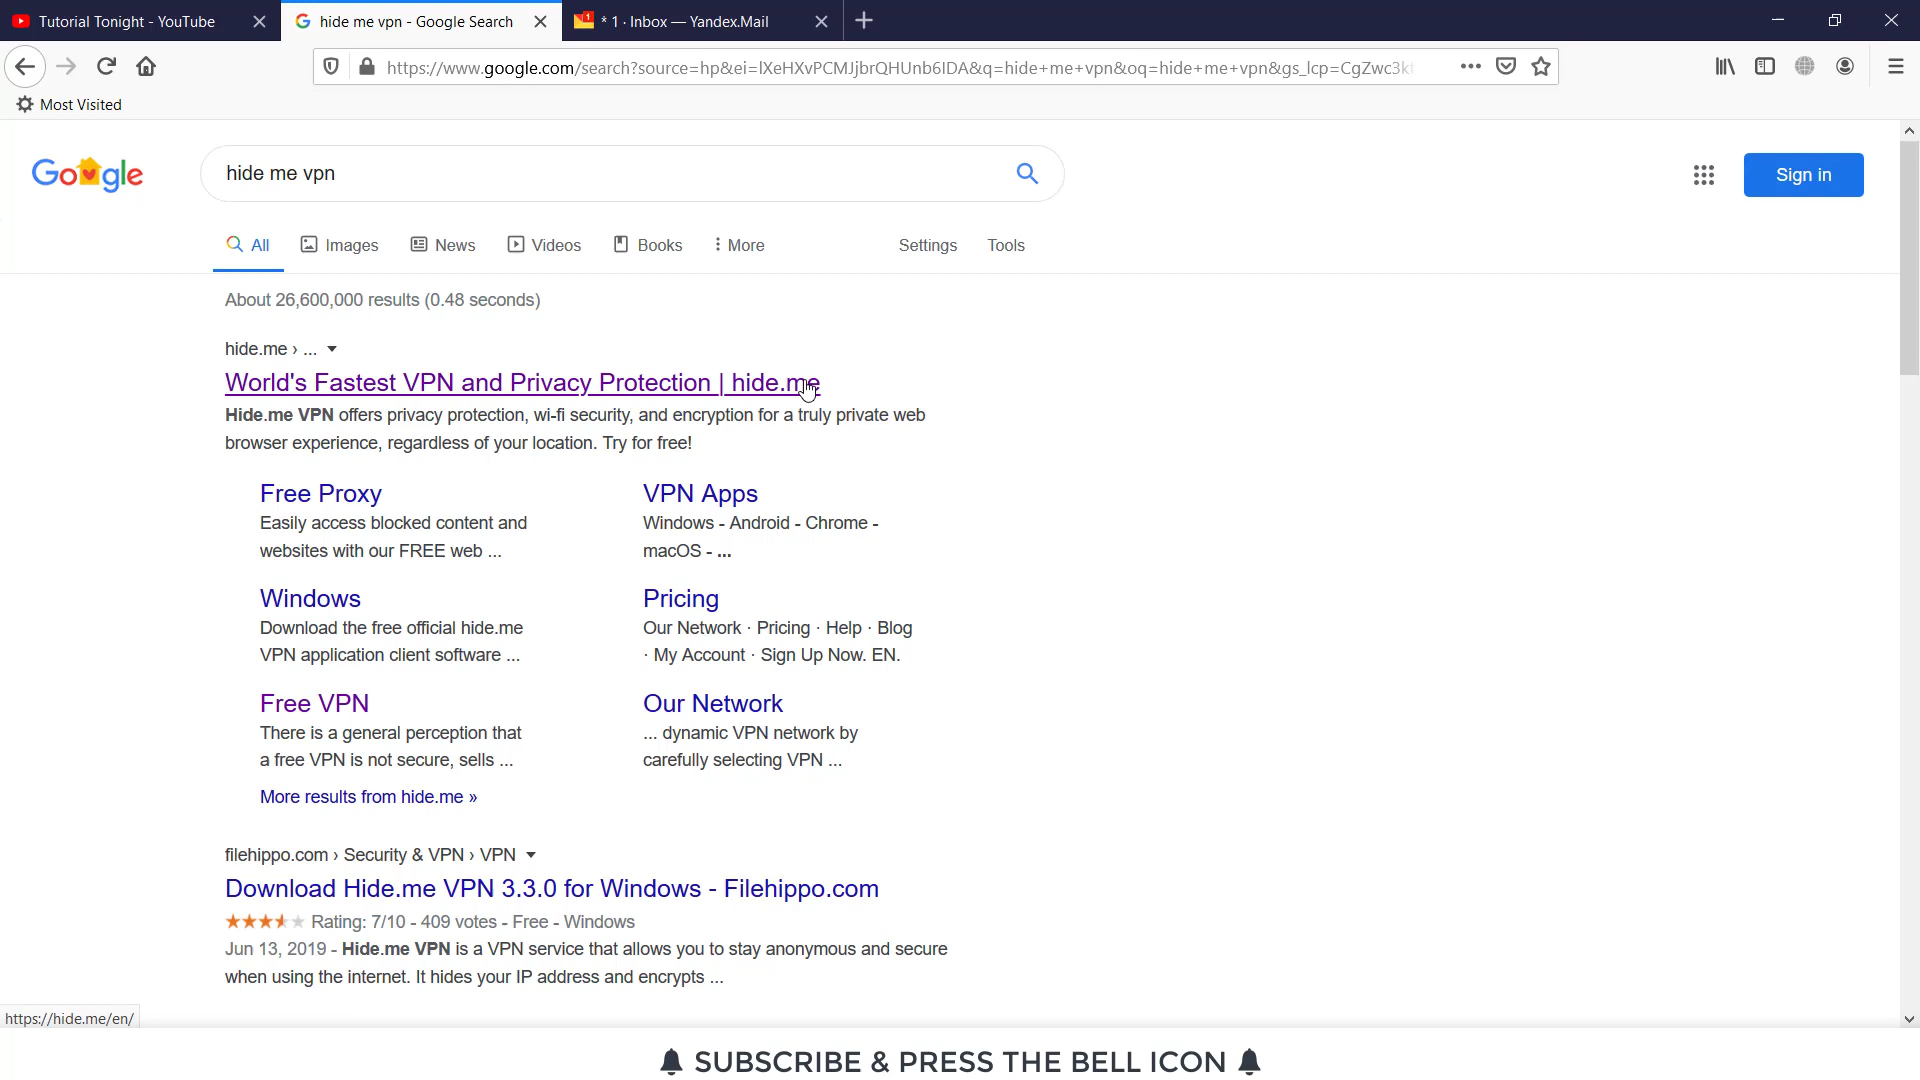 Tutorial Tonight - YouTube
hide me vpn - Google Search
* 1 · Inbox — Yandex.Mail
https://www.google.com/search?source=hp&ei=lXeHXvPCMJjbrQHUnb6IDA&q=hide+me+vpn&oq=hide+me+vpn&gs_lcp=CgZwc3kt
Most Visited
Google
hide me vpn
Sign in
All
Images
News
Videos
Books
More
Settings
Tools
About 26,600,000 results (0.48 seconds)
hide.me › ...
World's Fastest VPN and Privacy Protection | hide.me
Hide.me VPN offers privacy protection, wi-fi security, and encryption for a truly private web
browser experience, regardless of your location. Try for free!
Free Proxy
Easily access blocked content and
websites with our FREE web ...
VPN Apps
Windows - Android - Chrome -
macOS - ...
Windows
Download the free official hide.me
VPN application client software ...
Pricing
Our Network · Pricing · Help · Blog
· My Account · Sign Up Now. EN.
Free VPN
There is a general perception that
a free VPN is not secure, sells ...
Our Network
... dynamic VPN network by
carefully selecting VPN ...
More results from hide.me »
filehippo.com › Security & VPN › VPN
Download Hide.me VPN 3.3.0 for Windows - Filehippo.com
Rating: 7/10 - 409 votes - Free - Windows
Jun 13, 2019 - Hide.me VPN is a VPN service that allows you to stay anonymous and secure
when using the internet. It hides your IP address and encrypts ...
https://hide.me/en/
SUBSCRIBE & PRESS THE BELL ICON